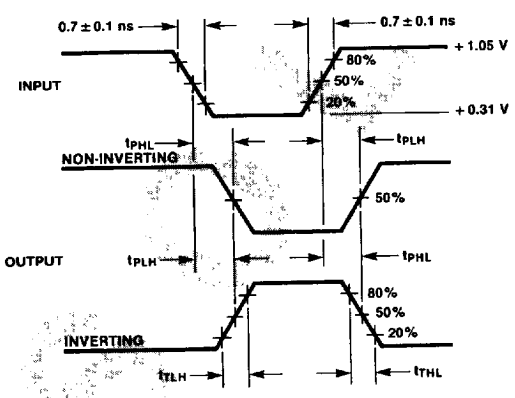 0.7 ± 0.1 ns
0.7 ± 0.1 ns
+ 1.05 V
80%
INPUT
50%
20%
+ 0.31 V
tPHL
tPLH
NON-INVERTING
50%
OUTPUT
tPLH
tPHL
80%
50%
20%
INVERTING
tTLH
tTHL